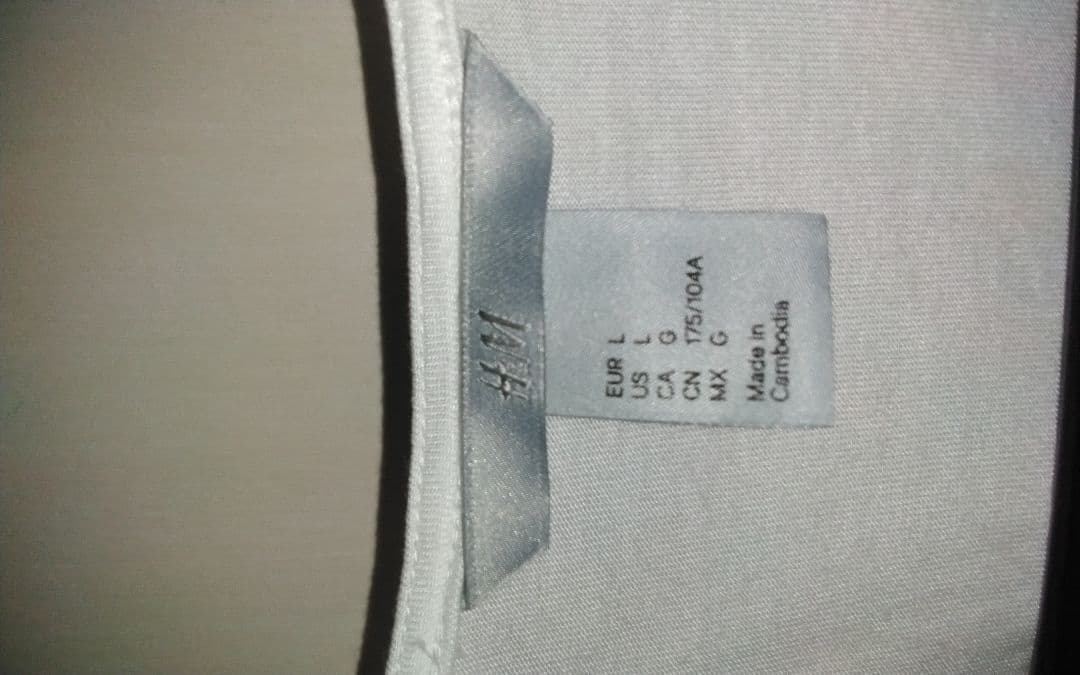 H&M
EUR L
US L
CA G
CN 175/104A
MX G
Made in
Cambodia